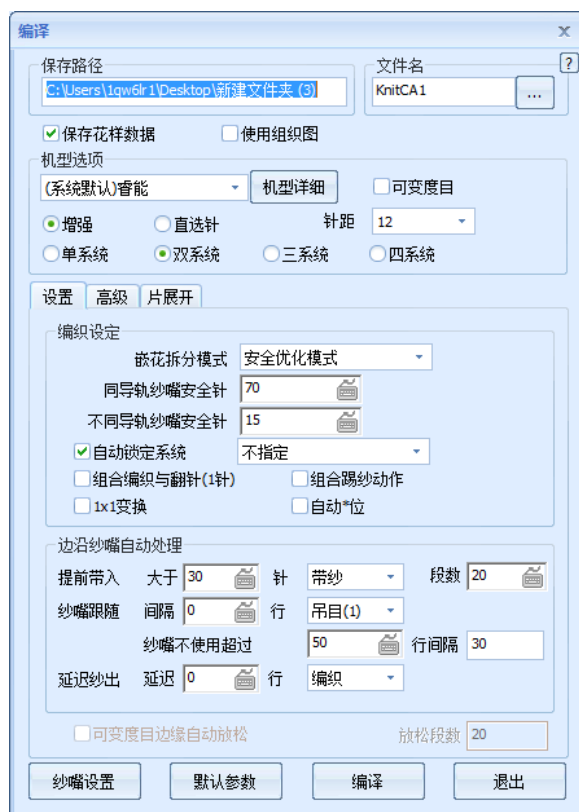 编译 x
保存路径 文件名 ?
C:\Users\1qw6lr1\Desktop\新建文件夹 (3) KnitCA1 ...
保存花样数据 使用组织图
机型选项
(系统默认)睿能 机型详细 可变度目
增强 直选针 针距 12
单系统 双系统 三系统 四系统
设置 高级 片展开
编织设定
嵌花拆分模式 安全优化模式
同导轨纱嘴安全针 70
不同导轨纱嘴安全针 15
自动锁定系统 不指定
组合编织与翻针(1针) 组合踢纱动作
1x1变换 自动*位
边沿纱嘴自动处理
提前带入 大于 30 针 带纱 段数 20
纱嘴跟随 间隔 0 行 吊目(1)
纱嘴不使用超过 50 行间隔 30
延迟纱出 延迟 0 行 编织
可变度目边缘自动放松 放松段数 20
纱嘴设置 默认参数 编译 退出